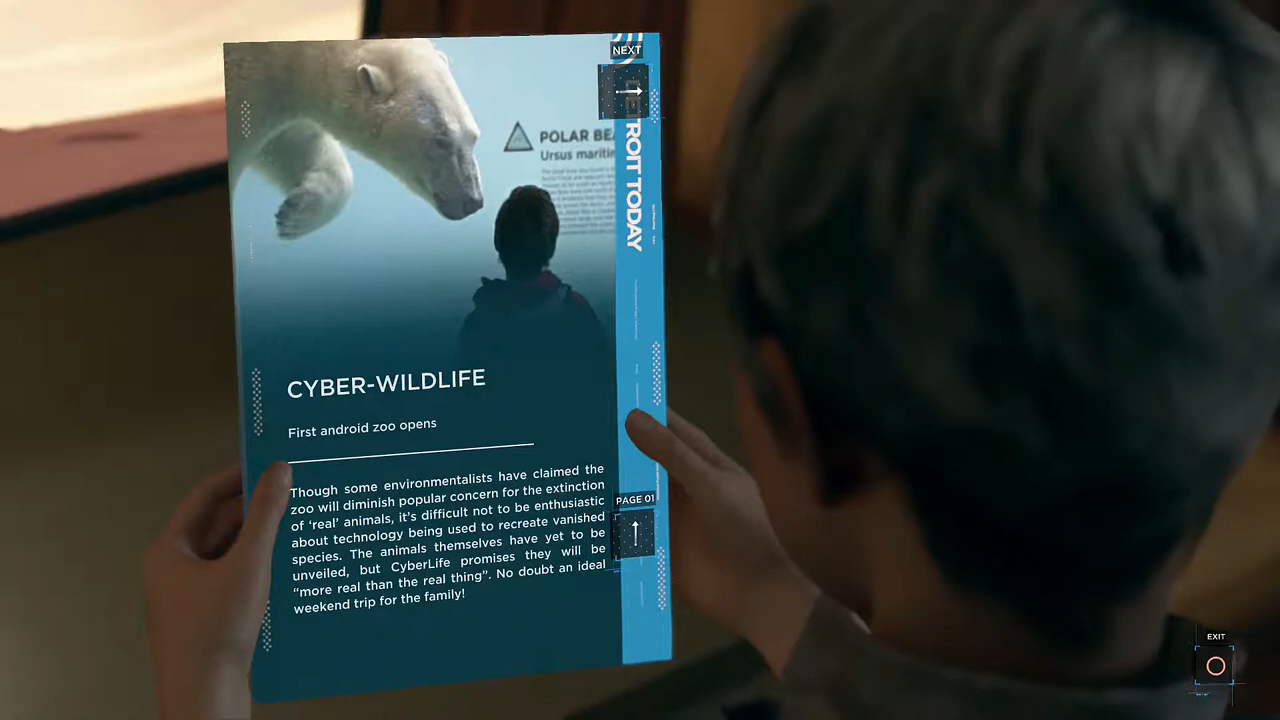 NEXT
POLAR
Ursus
TROIT TODAY
CYBER-WILDLIFE
First android zoo opens
Though some environmentalists have claimed the
zoo will diminish popular concern for the extinction
of ‘real’ animals, it’s difficult not to be enthusiastic
about technology being used to recreate vanished
species. The animals themselves have yet to be
unveiled, but CyberLife promises they will be
“more real than the real thing”. No doubt an ideal
weekend trip for the family!
PAGE 01
EXIT